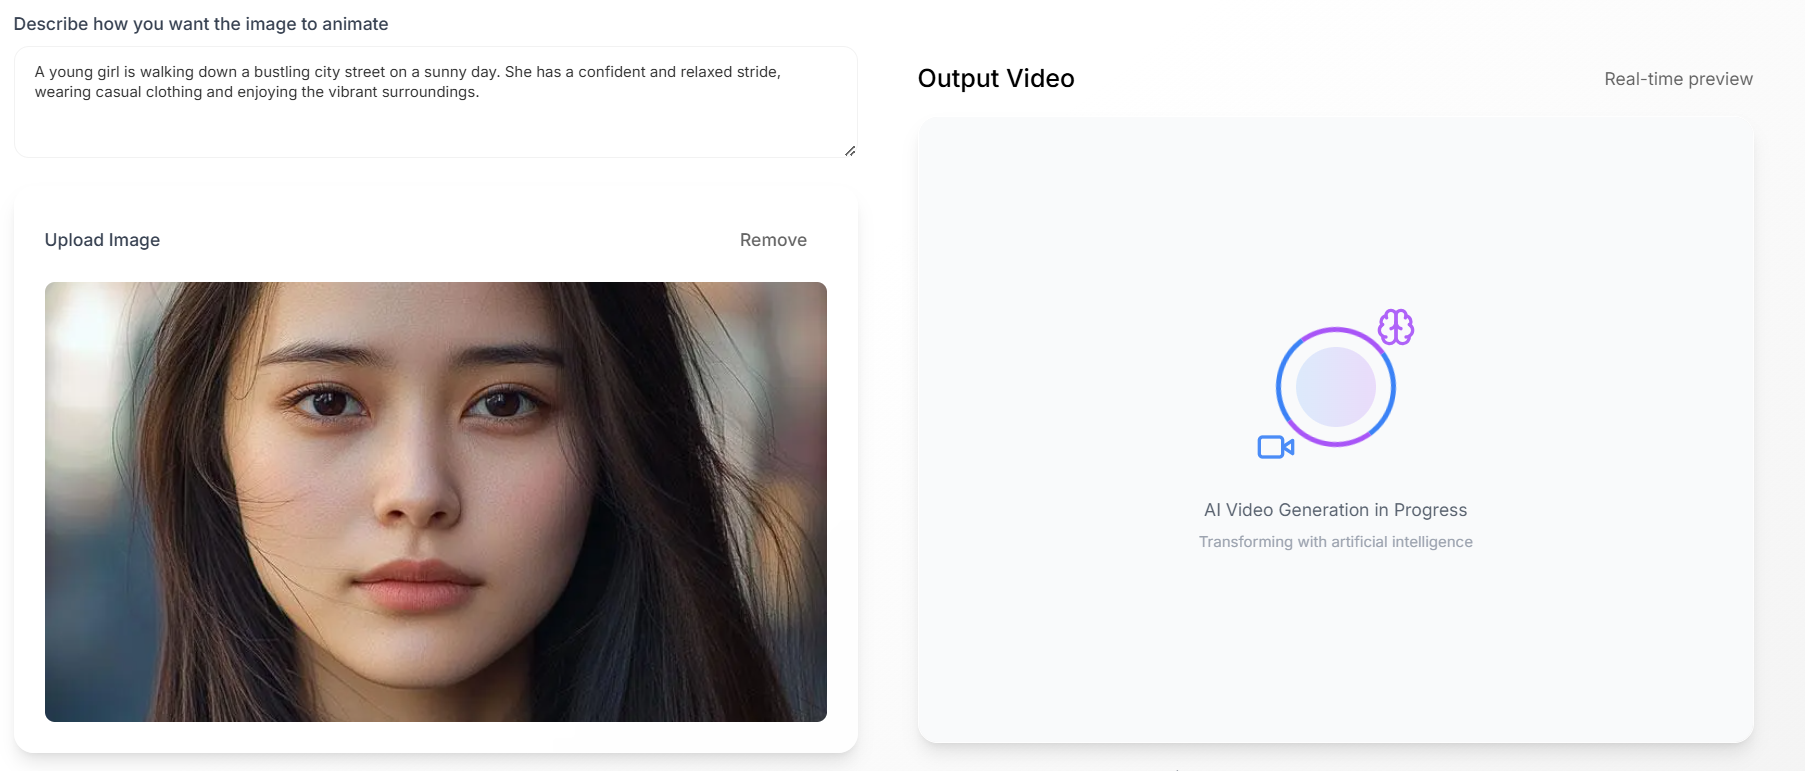 Describe how you want the image to animate
A young girl is walking down a bustling city street on a sunny day. She has a confident and relaxed stride,
wearing casual clothing and enjoying the vibrant surroundings.
Upload Image
Remove
Output Video
Real-time preview
AI Video Generation in Progress
Transforming with artificial intelligence